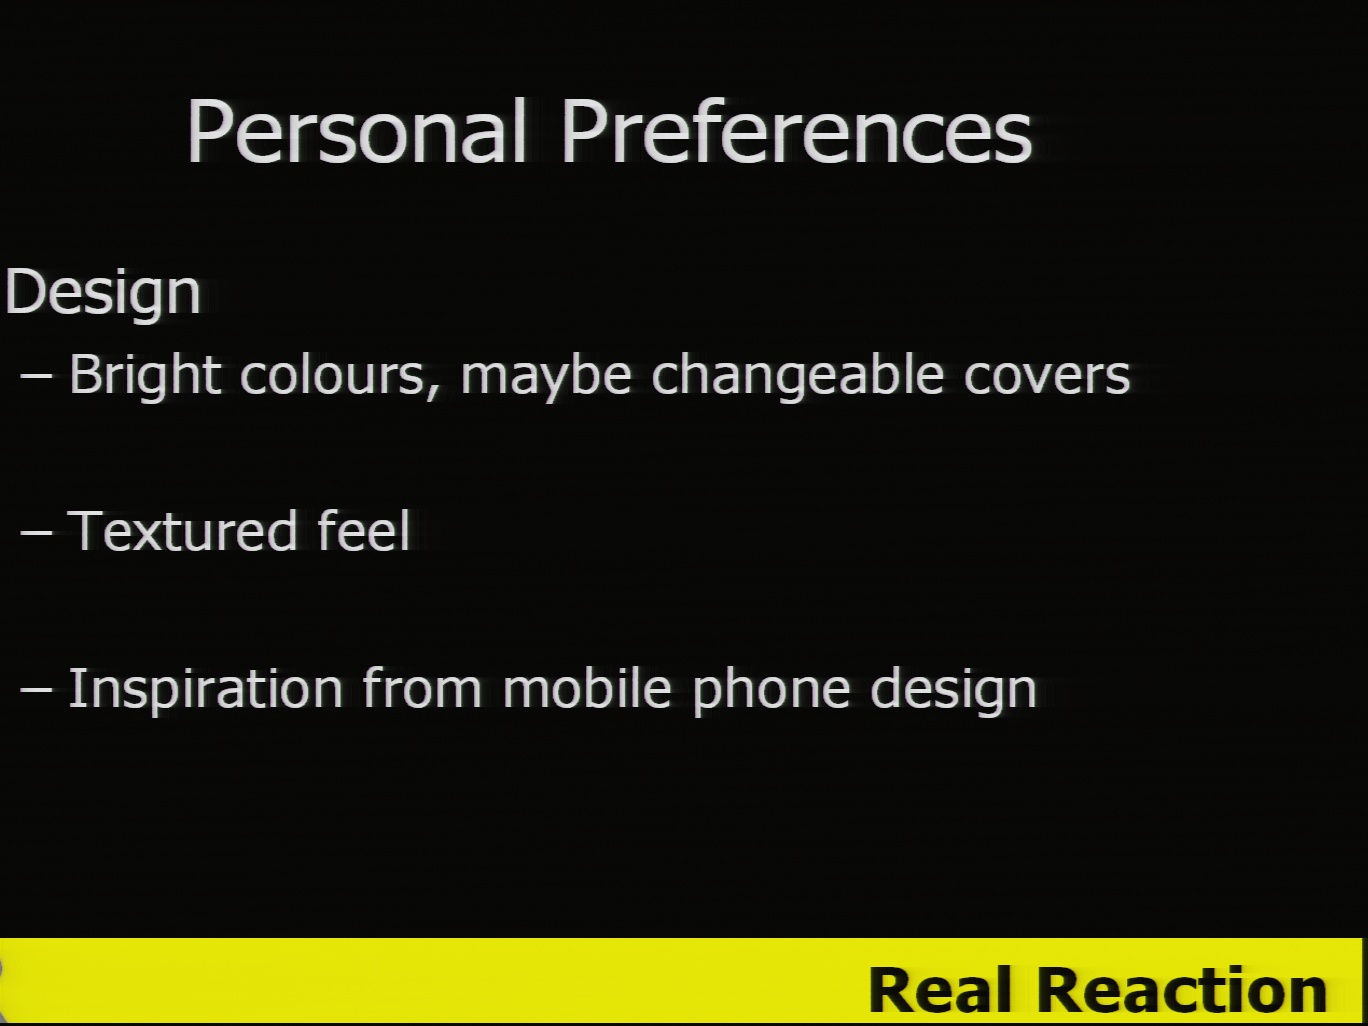 Personal Preferences
Design
– Bright colours, maybe changeable covers
– Textured feel
– Inspiration from mobile phone design
Real Reaction